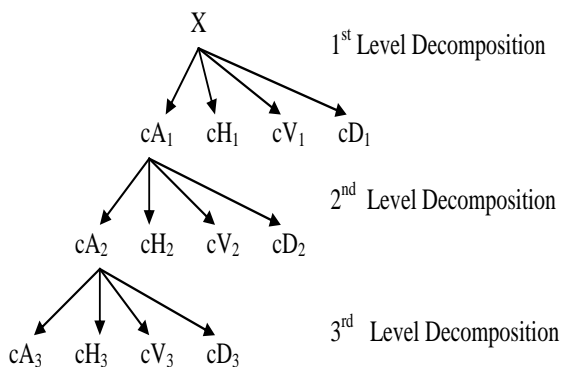 X
1st Level Decomposition
cA1 cH1 cV1 cD1
2nd Level Decomposition
cA2 cH2 cV2 cD2
3rd Level Decomposition
cA3 cH3 cV3 cD3